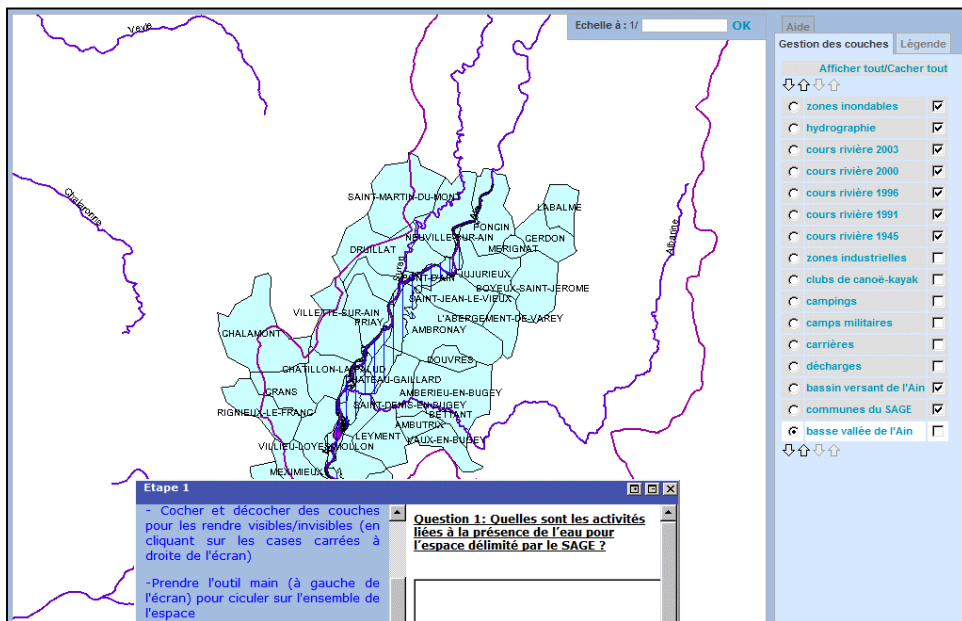 Veyle
Echelle à : 1/ OK
Aide
Gestion des couches Légende
Afficher tout/Cacher tout
zones inondables
hydrographie
cours rivière 2003
cours rivière 2000
cours rivière 1996
cours rivière 1991
cours rivière 1945
zones industrielles
clubs de canoë-kayak
campings
camps militaires
carrières
décharges
bassin versant de l'Ain
communes du SAGE
basse vallée de l'Ain
Chalaronne
Albarine
Suran
SAINT-MARTIN-DU-MONT
LABALME
PONCIN
NEUVILLE-SUR-AIN
CERDON
MERIGNAT
DRUILLAT
PONT-D'AIN
JUJURIEUX
BOYEUX-SAINT-JEROME
SAINT-JEAN-LE-VIEUX
VILLETTE-SUR-AIN
L'ABERGEMENT-DE-VAREY
PRIAY
AMBRONAY
CHALAMONT
DOUVRES
CHATILLON-LA-PALUD
CHATEAU-GAILLARD
CRANS
AMBERIEU-EN-BUGEY
SAINT-DENIS-EN-BUGEY
RIGNIEUX-LE-FRANC
BETTANT
AMBUTRIX
LEYMENT
VAUX-EN-BUGEY
VILLIEU-LOYES-MOLLON
MEXIMIEUX
Etape 1
- Cocher et décocher des couches
pour les rendre visibles/invisibles (en
cliquant sur les cases carrées à
droite de l'écran)
-Prendre l'outil main (à gauche de
l'écran) pour ciculer sur l'ensemble de
l'espace
Question 1: Quelles sont les activités
liées à la présence de l'eau pour
l'espace délimité par le SAGE ?